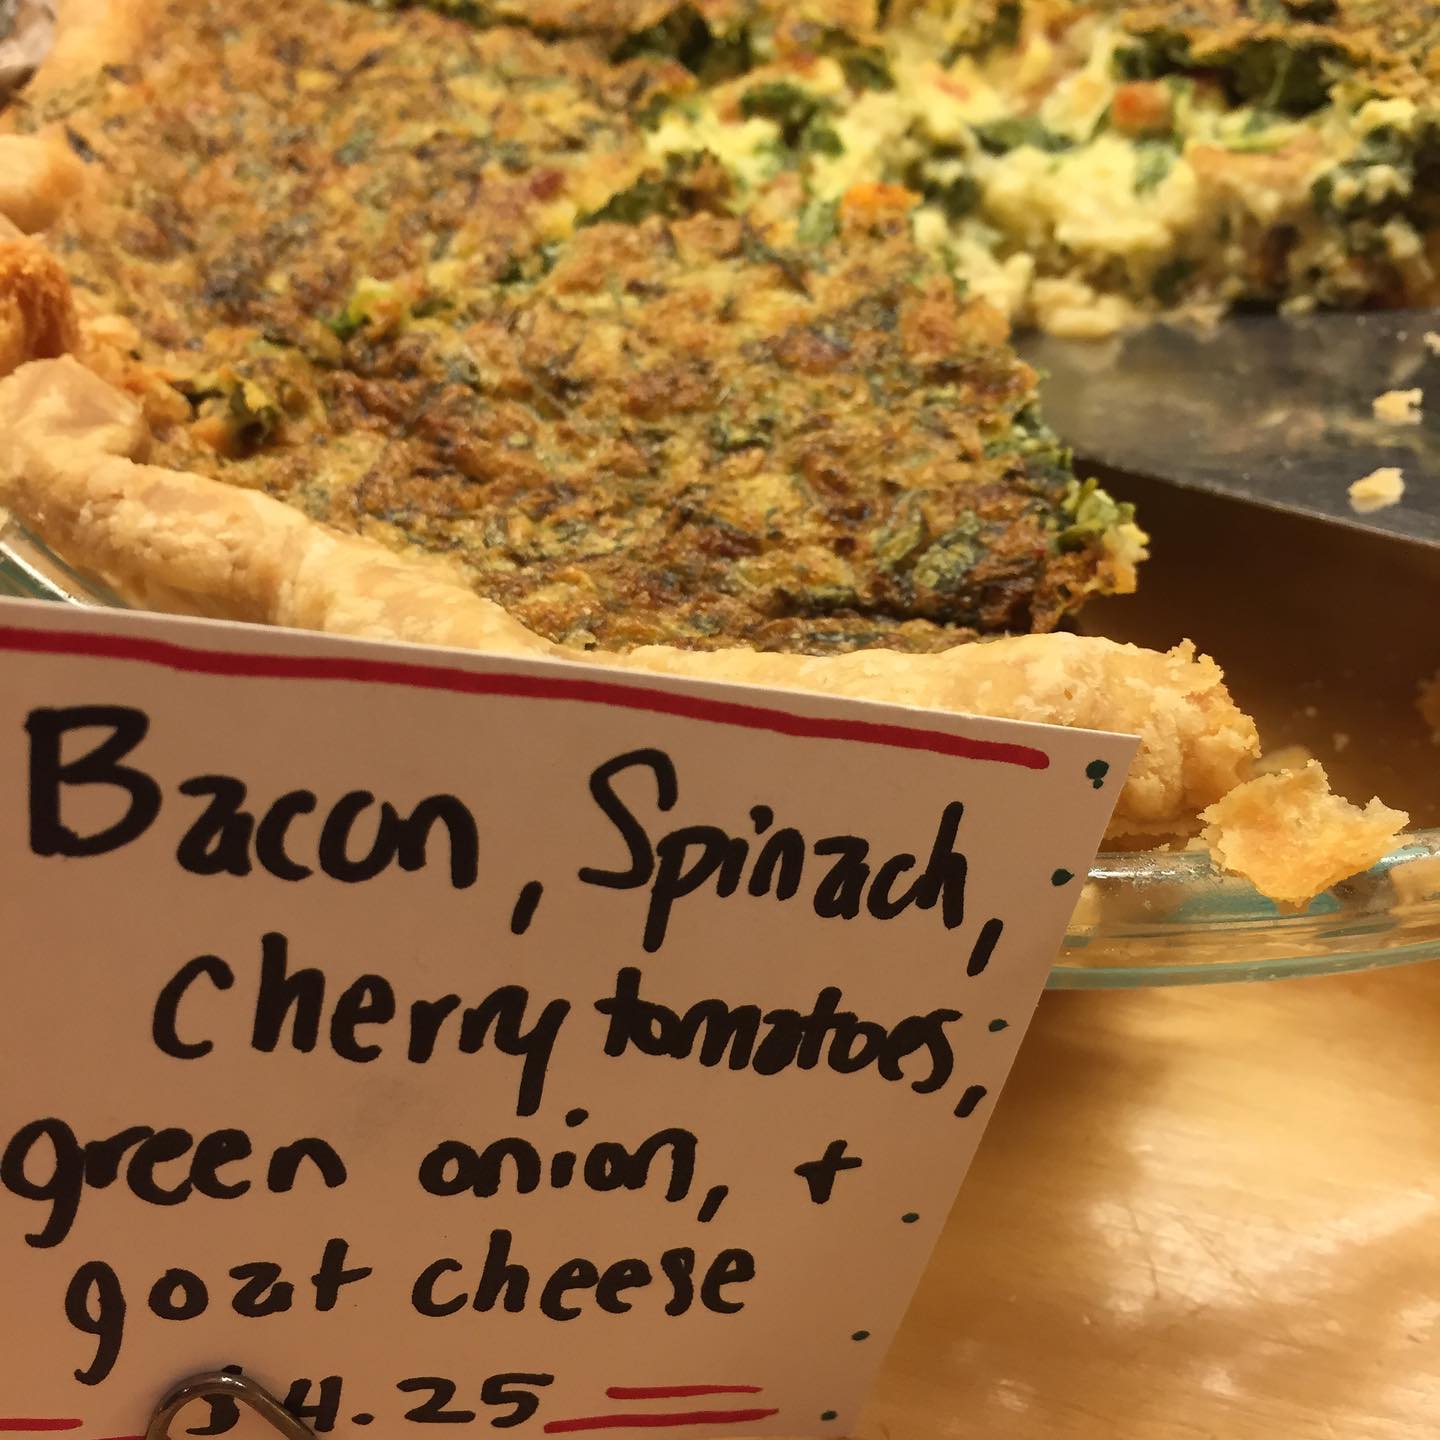 Bacon, Spinach,
cherry tomatoes,
green onion, +
goat cheese
$4.25